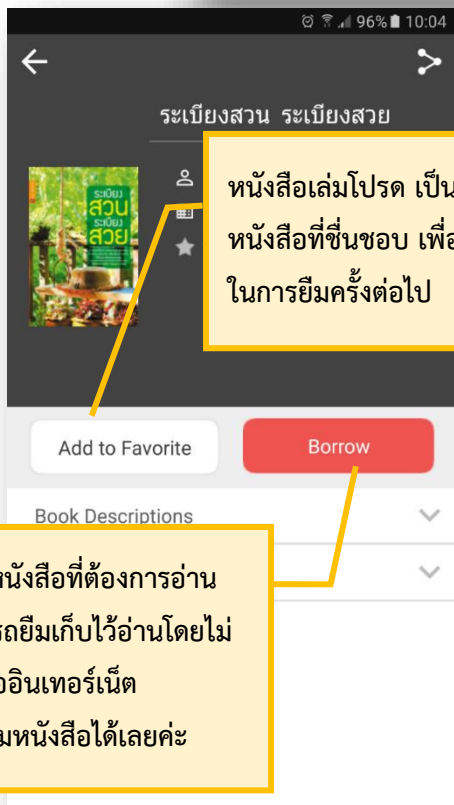 96% 10:04
ระเบียงสวน ระเบียงสวย
ระเบียง
สวน
ระเบียง
สวย
หนังสือเล่มโปรด เป็น
หนังสือที่ชื่นชอบ เพื่อ
ในการยืมครั้งต่อไป
Add to Favorite
Borrow
Book Descriptions
หนังสือที่ต้องการอ่าน
รถยืมเก็บไว้อ่านโดยไม่
ออินเทอร์เน็ต
มหนังสือได้เลยค่ะ